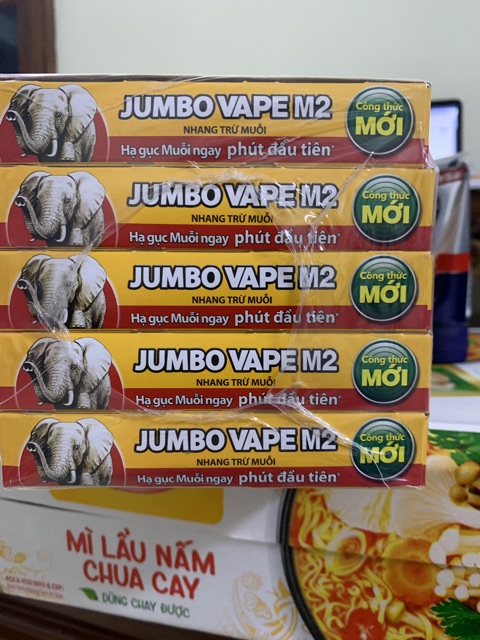 JUMBO VAPE M2
NHANG TRỪ MUỖI
Hạ gục Muỗi ngay phút đầu tiên*
Công thức
MỚI
JUMBO VAPE M2
NHANG TRỪ MUỖI
Hạ gục Muỗi ngay phút đầu tiên*
Công thức
MỚI
JUMBO VAPE M2
NHANG TRỪ MUỖI
Hạ gục Muỗi ngay phút đầu tiên*
Công thức
MỚI
JUMBO VAPE M2
NHANG TRỪ MUỖI
Hạ gục Muỗi ngay phút đầu tiên*
Công thức
MỚI
JUMBO VAPE M2
NHANG TRỪ MUỖI
Hạ gục Muỗi ngay phút đầu tiên*
Công thức
MỚI
MÌ LẨU NẤM
CHUA CAY
DÙNG CHAY ĐƯỢC